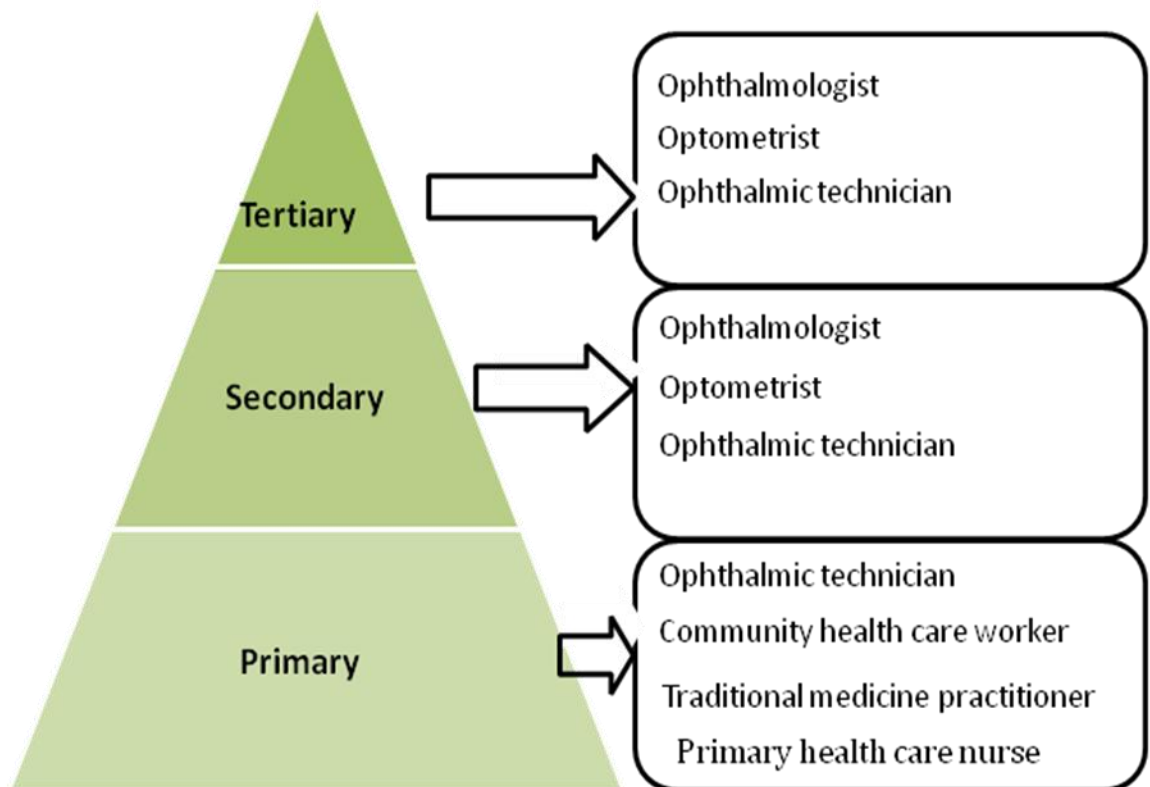 Tertiary
Ophthalmologist
Optometrist
Ophthalmic technician
Secondary
Ophthalmologist
Optometrist
Ophthalmic technician
Primary
Ophthalmic technician
Community health care worker
Traditional medicine practitioner
Primary health care nurse